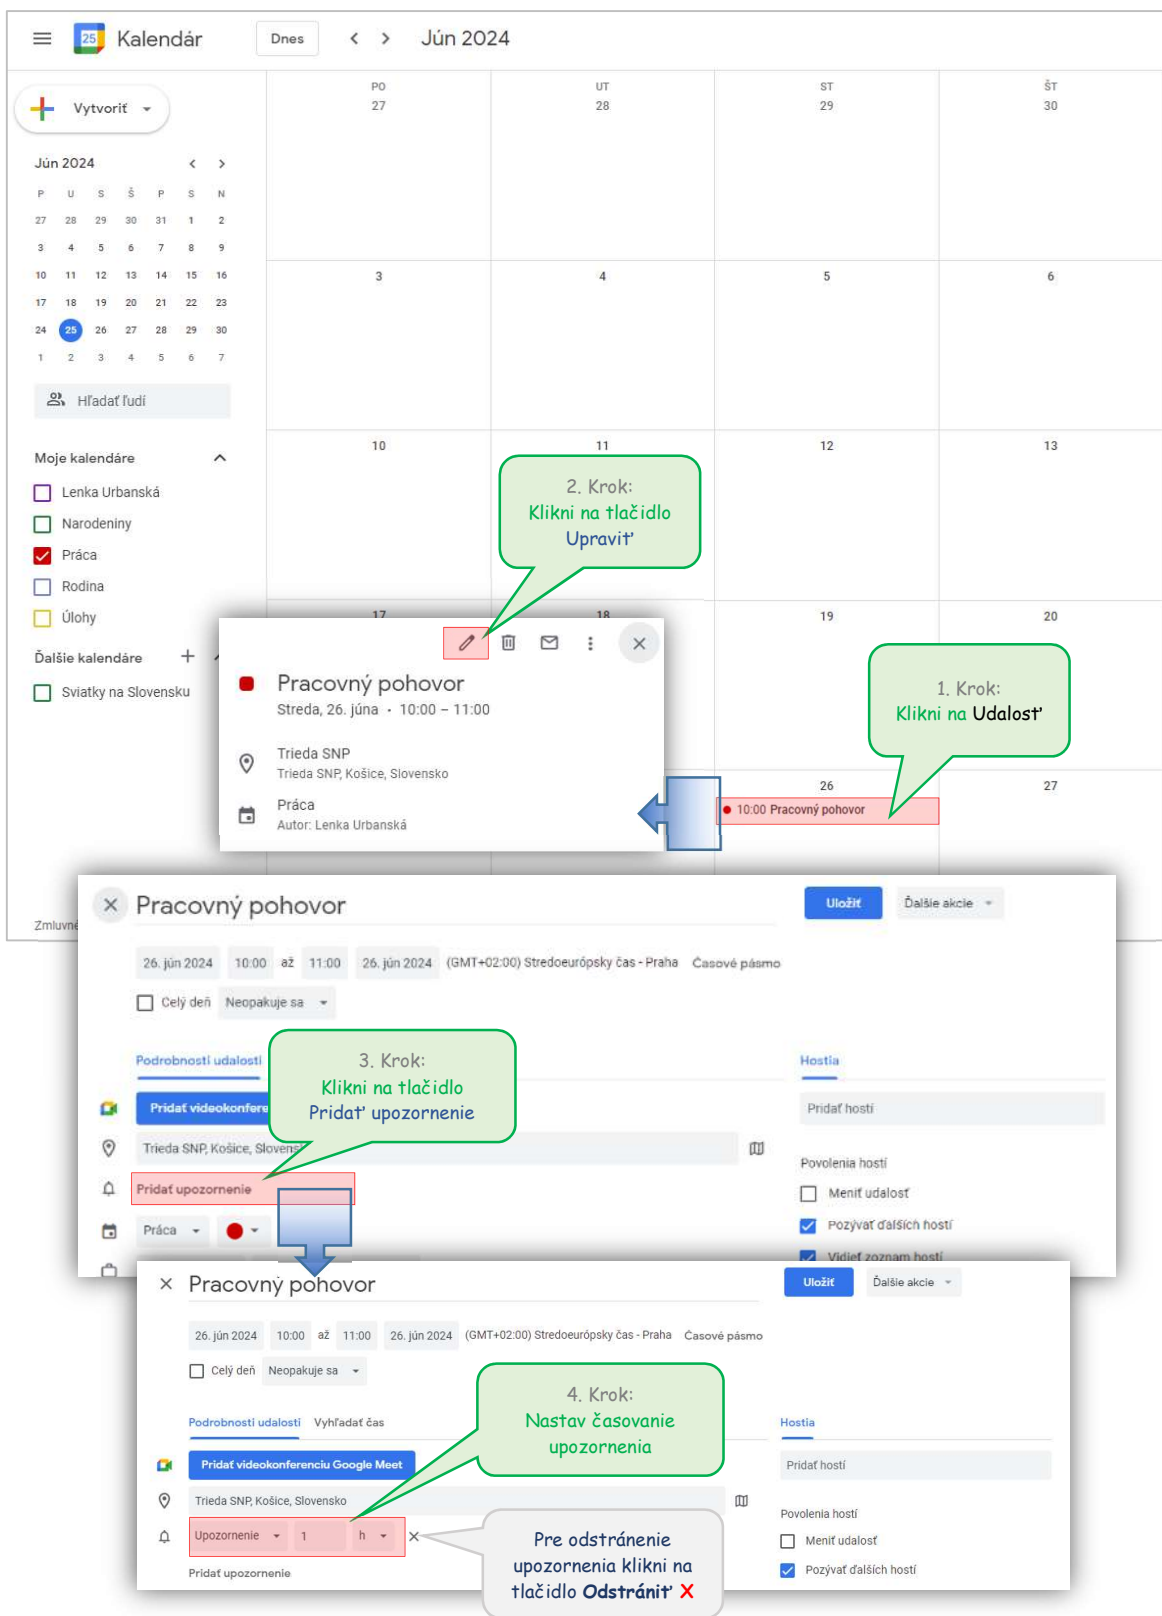 25 Kalendár Dnes Jún 2024
PO UT ST ŠT
27 28 29 30
Vytvoriť
Jún 2024
P U S Š P S N
27 28 29 30 31 1 2
3 4 5 6 7 8 9
10 11 12 13 14 15 16
17 18 19 20 21 22 23
24 25 26 27 28 29 30
1 2 3 4 5 6 7
Hľadať ľudí
3 4 5 6
10 11 12 13
Moje kalendáre
Lenka Urbanská
Narodeniny
Práca
Rodina
Úlohy
Ďalšie kalendáre
Sviatky na Slovensku
2. Krok:
Klikni na tlačidlo
Upraviť
17 18 19 20
1. Krok:
Klikni na Udalosť
Pracovný pohovor
Streda, 26. júna • 10:00 – 11:00
Trieda SNP
Trieda SNP, Košice, Slovensko
Práca
Autor: Lenka Urbanská
26 27
10:00 Pracovný pohovor
Zmluvné
Pracovný pohovor Uložiť Ďalšie akcie
26. jún 2024 10:00 až 11:00 26. jún 2024 (GMT+02:00) Stredoeurópsky čas - Praha Časové pásmo
Celý deň Neopakuje sa
3. Krok:
Klikni na tlačidlo
Pridať upozornenie
Podrobnosti udalosti Hostia
Pridať videokonfere Pridať hostí
Trieda SNP, Košice, Slovensk
Povolenia hostí
Pridať upozornenie Meniť udalosť
Práca Pozývať ďalších hostí
Vidieť zoznam hostí
Pracovný pohovor Uložiť Ďalšie akcie
26. jún 2024 10:00 až 11:00 26. jún 2024 (GMT+02:00) Stredoeurópsky čas - Praha Časové pásmo
Celý deň Neopakuje sa
4. Krok:
Nastav časovanie
upozornenia
Podrobnosti udalosti Vyhľadať čas Hostia
Pridať videokonferenciu Google Meet Pridať hostí
Trieda SNP, Košice, Slovensko
Povolenia hostí
Upozornenie 1 h Meniť udalosť
Pridať upozornenie Pozývať ďalších hostí
Pre odstránenie
upozornenia klikni na
tlačidlo Odstrániť X